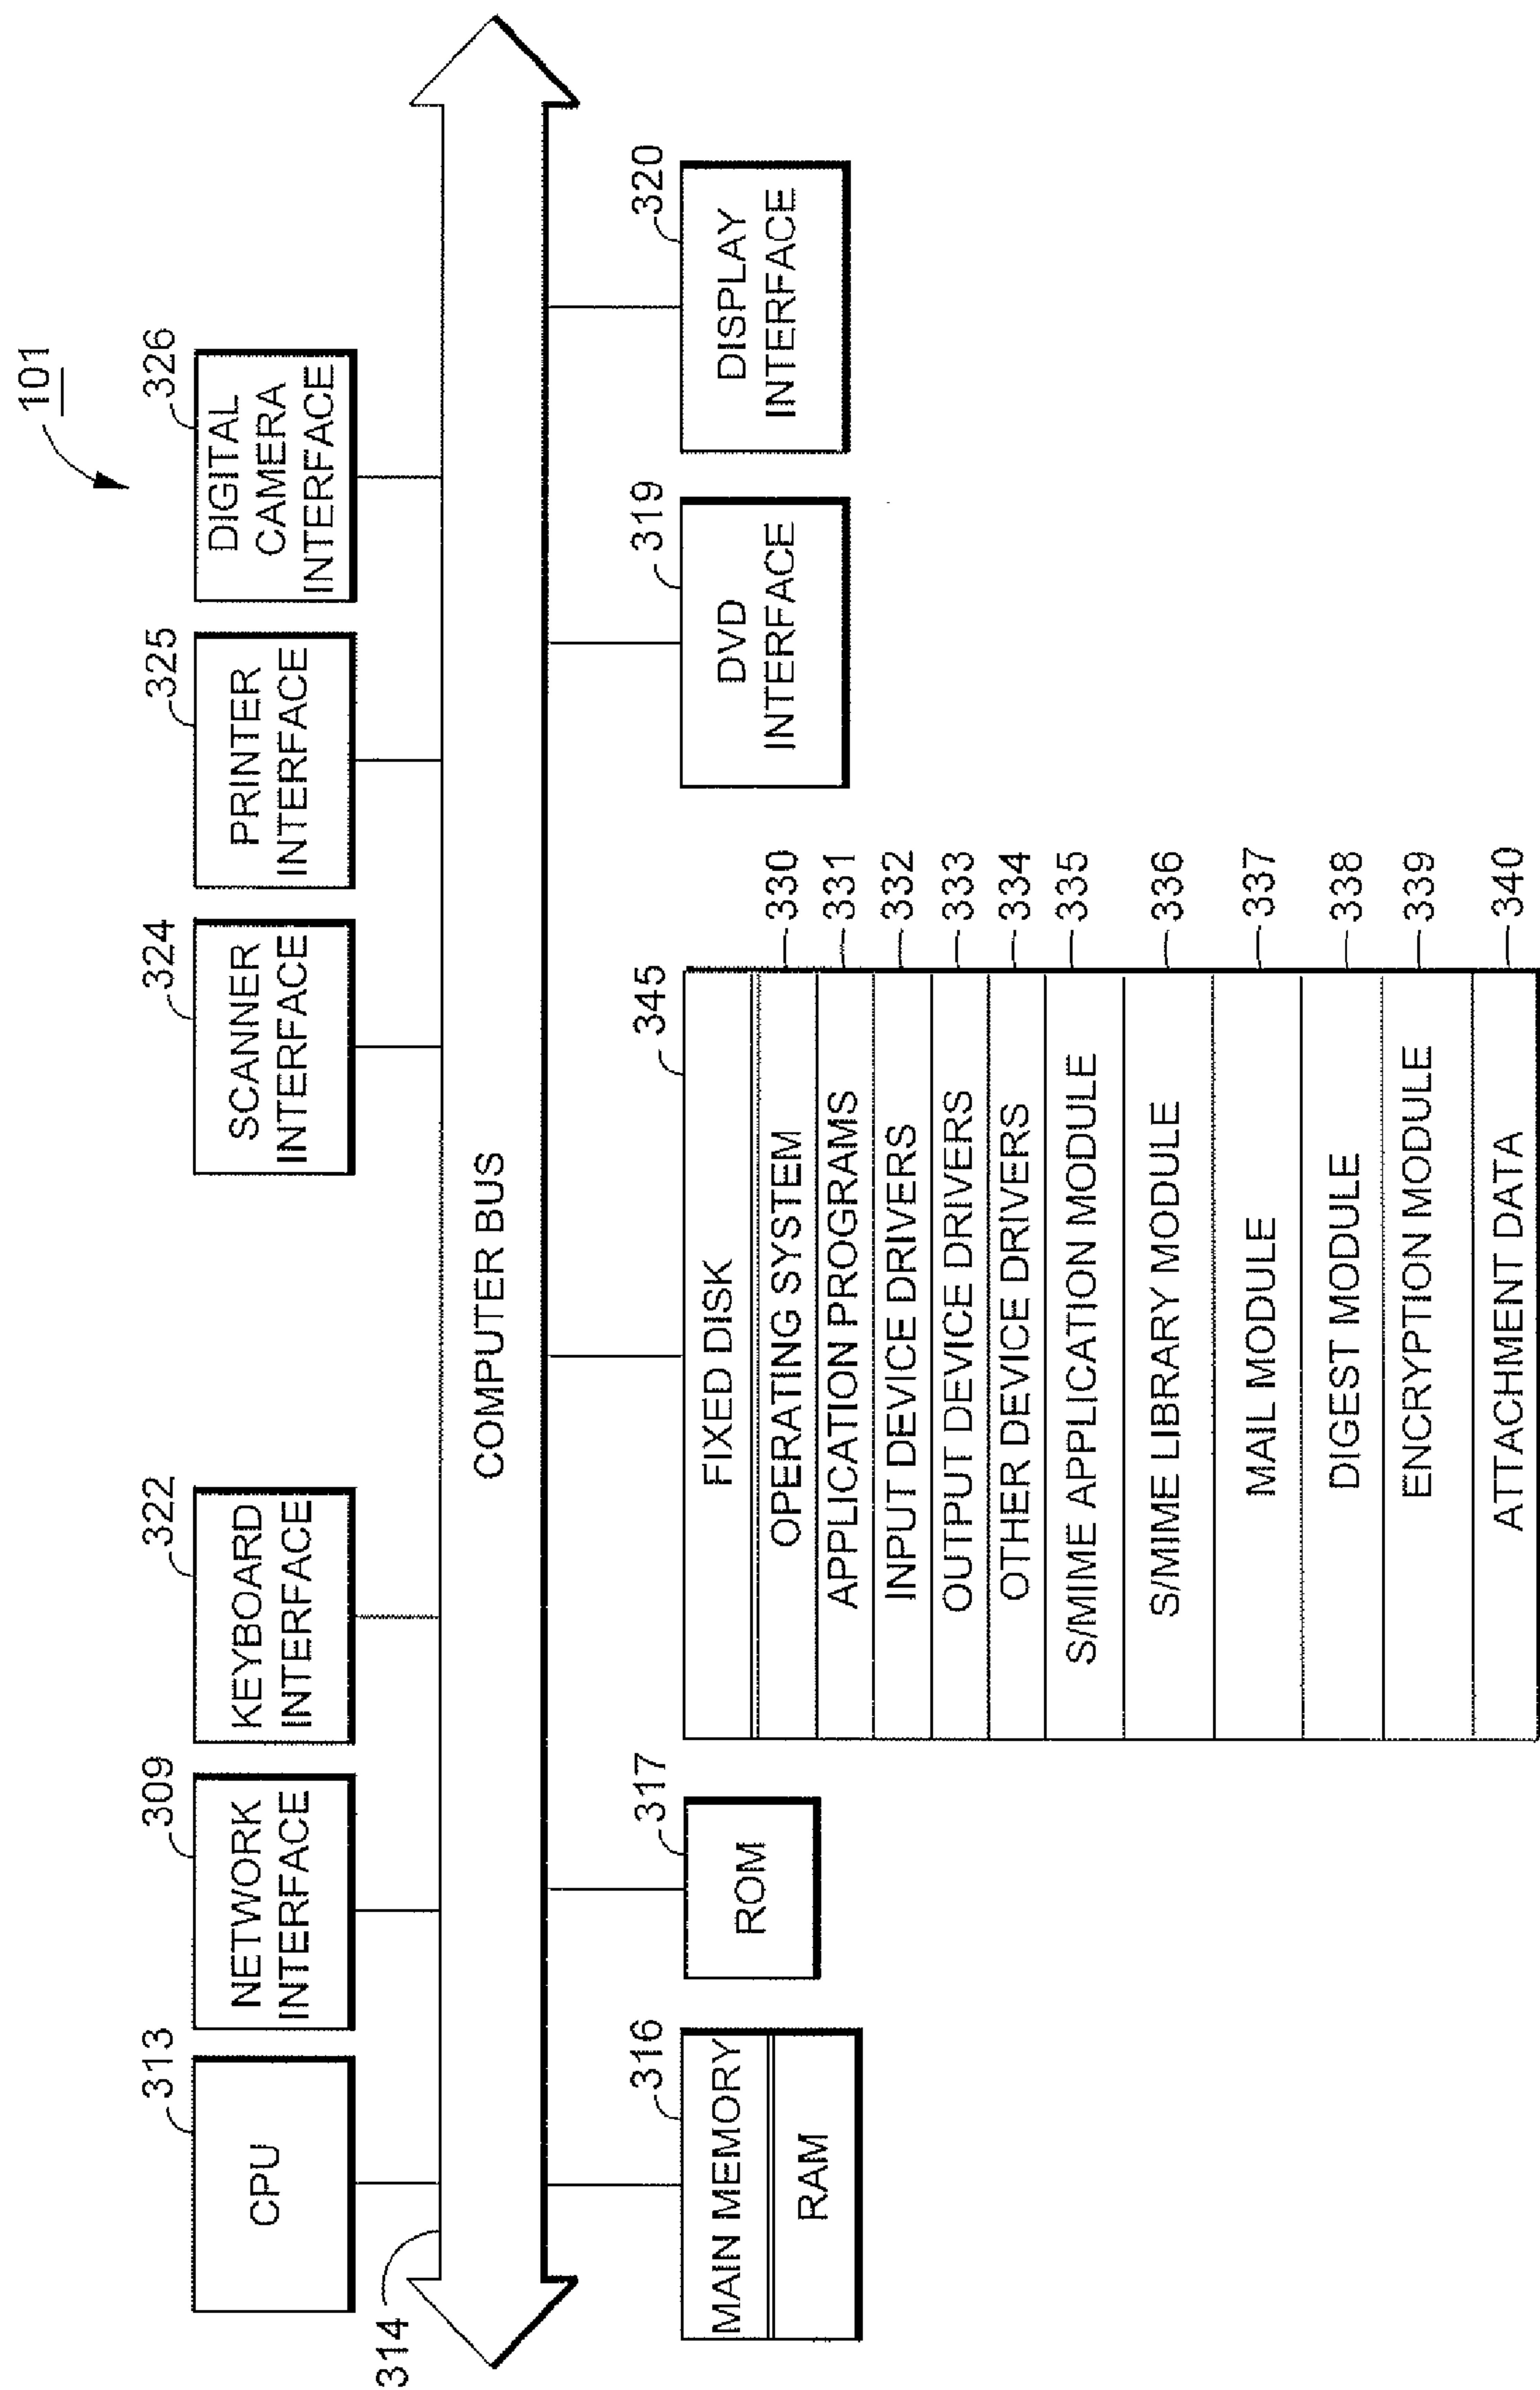 101
313
CPU
309
NETWORK
INTERFACE
322
KEYBOARD
INTERFACE
324
SCANNER
INTERFACE
325
PRINTER
INTERFACE
326
DIGITAL
CAMERA
INTERFACE
314
COMPUTER BUS
316
MAIN MEMORY
RAM
317
ROM
345
FIXED DISK
OPERATING SYSTEM 330
APPLICATION PROGRAMS 331
INPUT DEVICE DRIVERS 332
OUTPUT DEVICE DRIVERS 333
OTHER DEVICE DRIVERS 334
S/MIME APPLICATION MODULE 335
S/MIME LIBRARY MODULE 336
MAIL MODULE 337
DIGEST MODULE 338
ENCRYPTION MODULE 339
ATTACHMENT DATA 340
319
DVD
INTERFACE
320
DISPLAY
INTERFACE